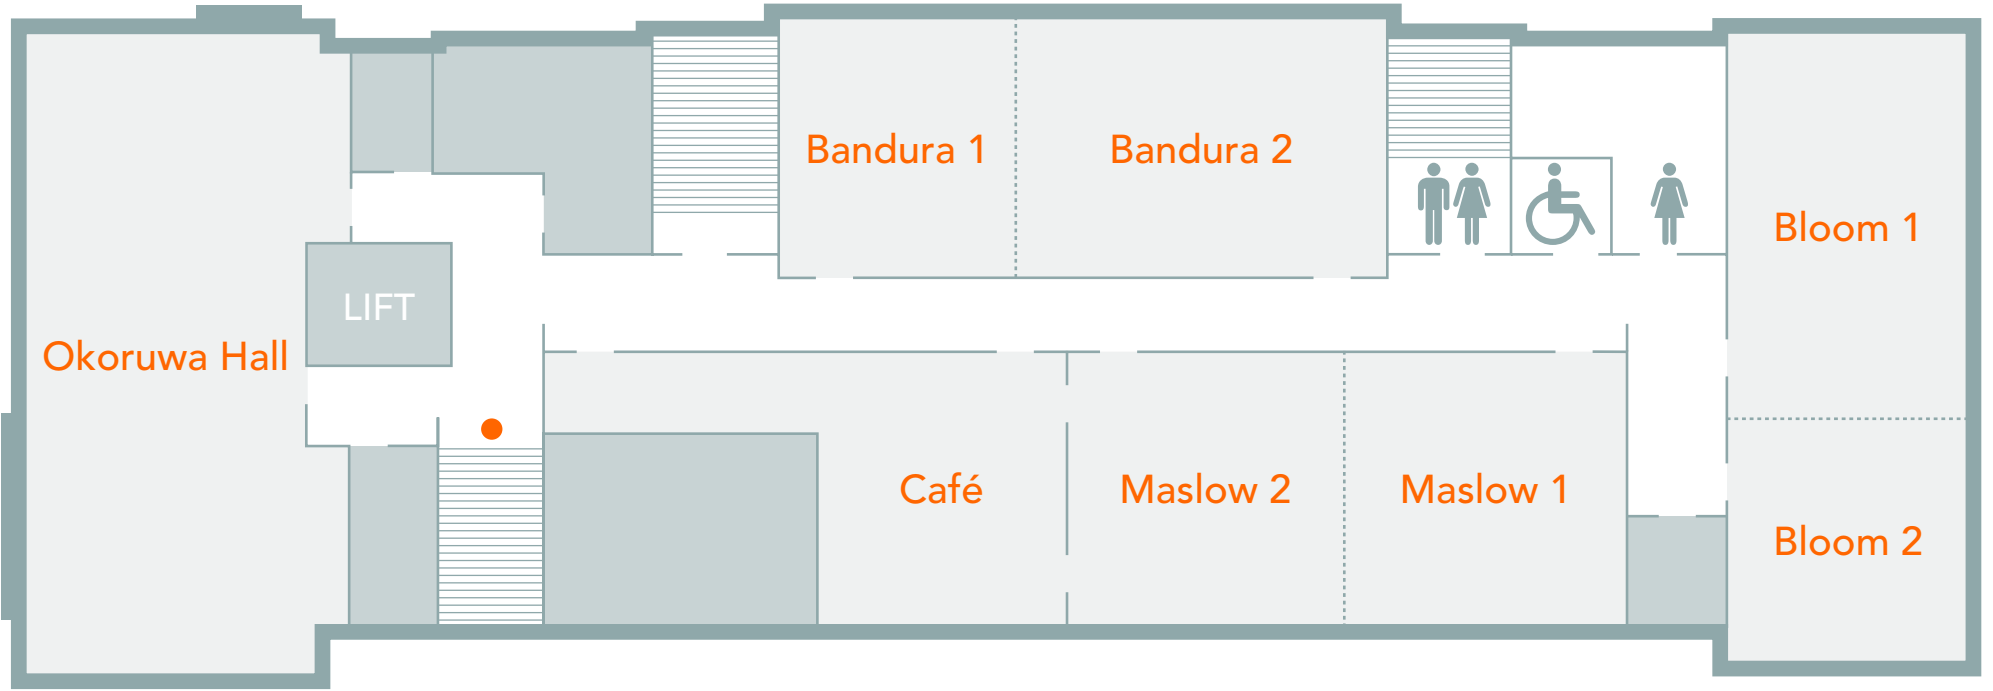 Bandura 1
Bandura 2
Bloom 1
LIFT
Okoruwa Hall
Café
Maslow 2
Maslow 1
Bloom 2